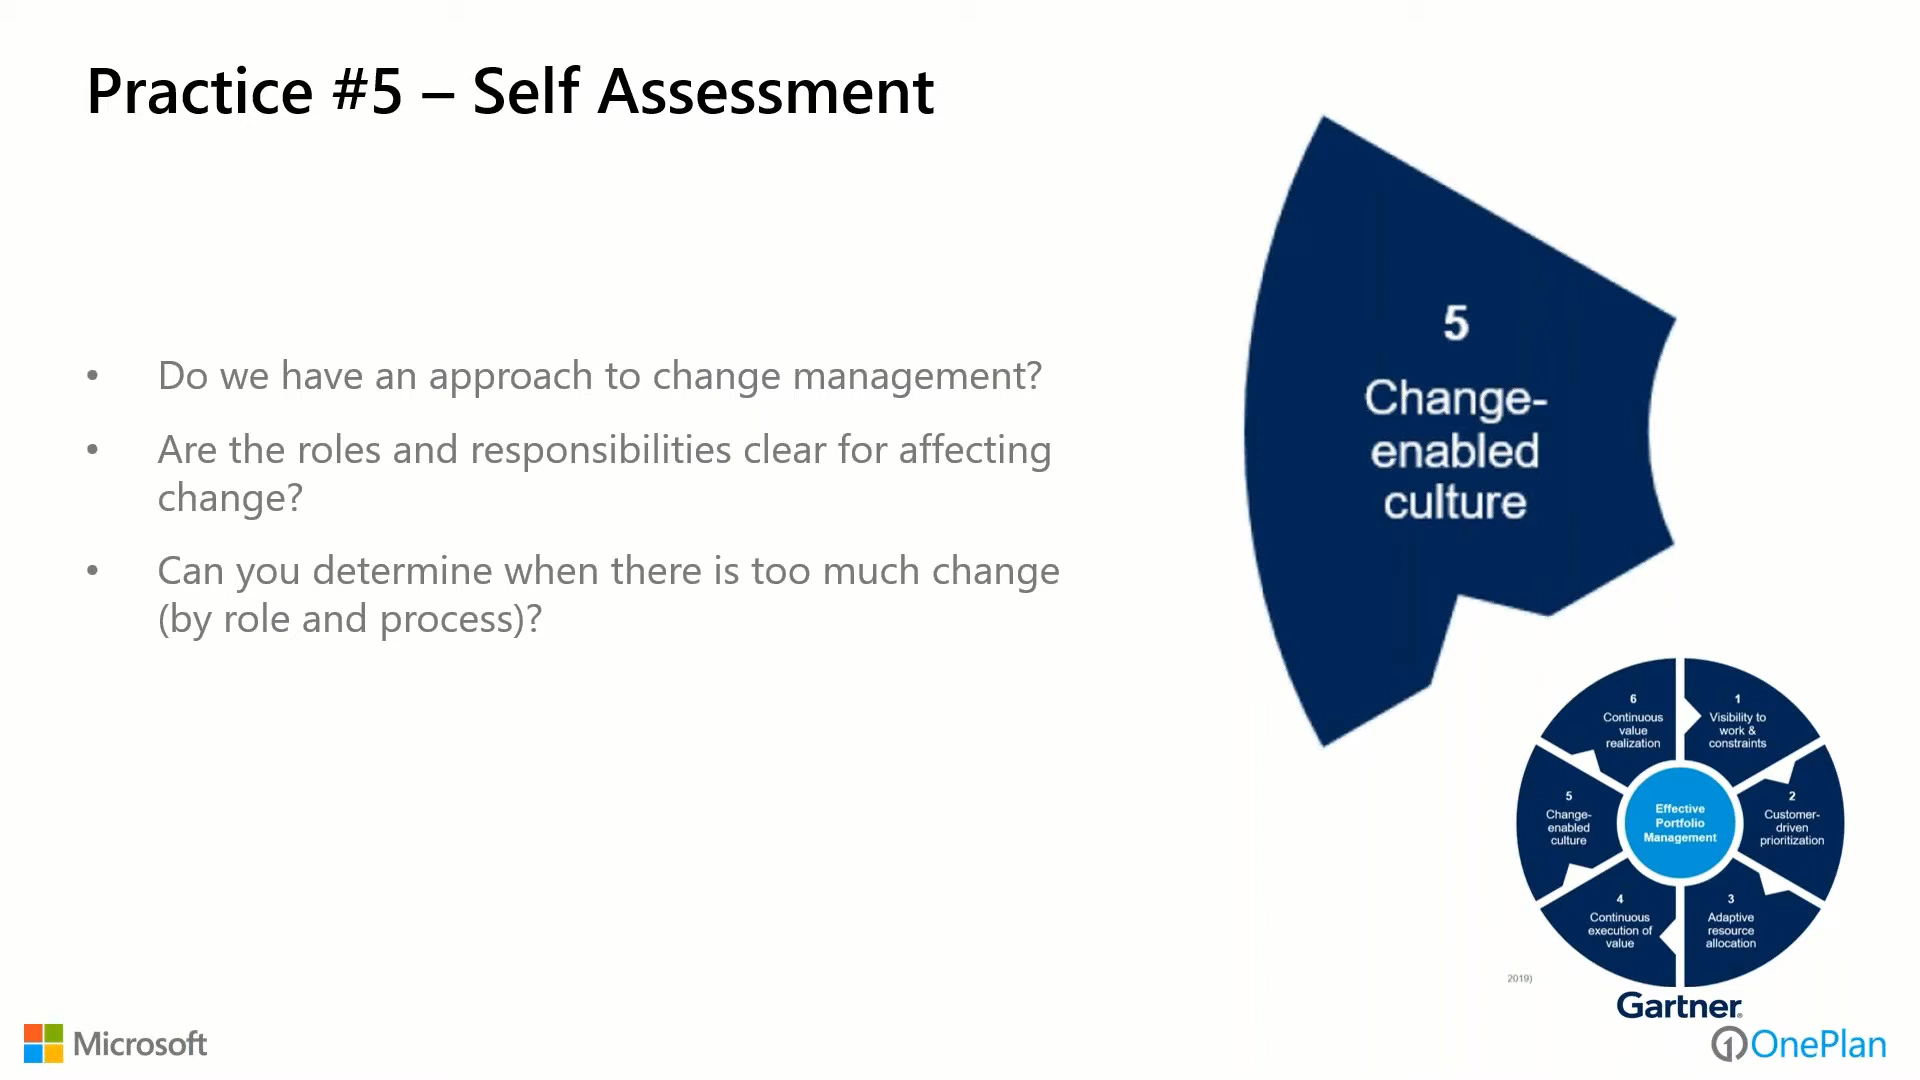 Practice #5 – Self Assessment
• Do we have an approach to change management?
• Are the roles and responsibilities clear for affecting
change?
• Can you determine when there is too much change
(by role and process)?
5
Change-
enabled
culture
6
Continuous
value
realization
1
Visibility to
work &
constraints
5
Change-
enabled
culture
Effective
Portfolio
Management
2
Customer-
driven
prioritization
4
Continuous
execution of
value
3
Adaptive
resource
allocation
2019)
Gartner®
Microsoft
1 OnePlan